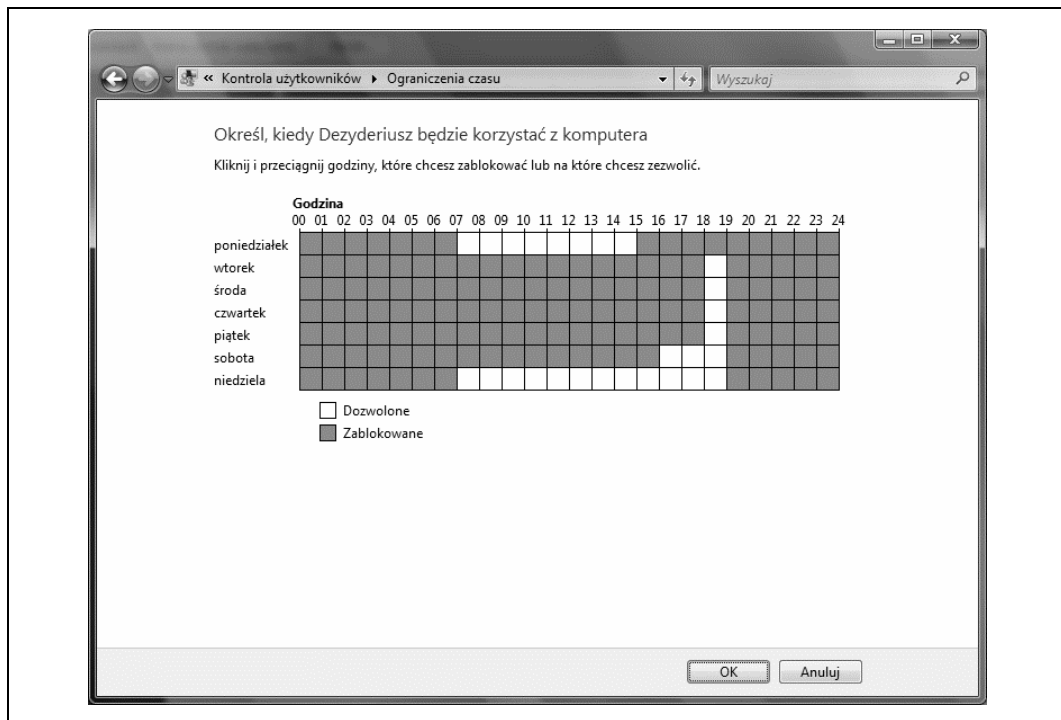 « Kontrola użytkowników ▸ Ograniczenia czasu Wyszukaj
Określ, kiedy Dezyderiusz będzie korzystać z komputera
Kliknij i przeciągnij godziny, które chcesz zablokować lub na które chcesz zezwolić.
Godzina
00 01 02 03 04 05 06 07 08 09 10 11 12 13 14 15 16 17 18 19 20 21 22 23 24
poniedziałek
wtorek
środa
czwartek
piątek
sobota
niedziela
Dozwolone
Zablokowane
OK Anuluj